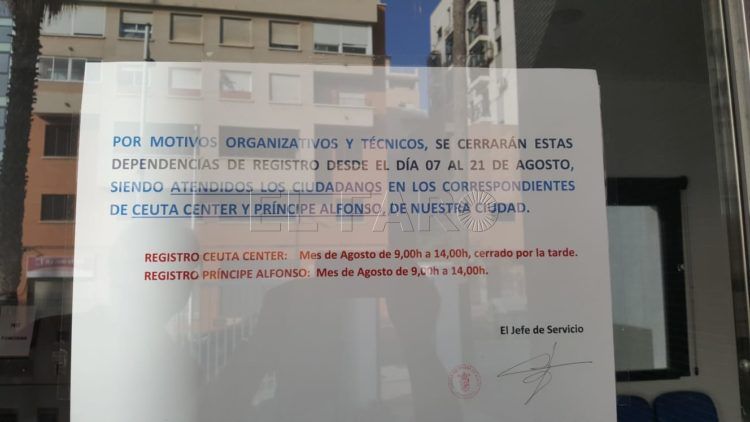 POR MOTIVOS ORGANIZATIVOS Y TÉCNICOS, SE CERRARÁN ESTAS
DEPENDENCIAS DE REGISTRO DESDE EL DÍA 07 AL 21 DE AGOSTO,
SIENDO ATENDIDOS LOS CIUDADANOS EN LOS CORRESPONDIENTES
DE CEUTA CENTER Y PRÍNCIPE ALFONSO, DE NUESTRA CIUDAD.
EL FARO
REGISTRO CEUTA CENTER: Mes de Agosto de 9,00h a 14,00h, cerrado por la tarde.
REGISTRO PRÍNCIPE ALFONSO: Mes de Agosto de 9,00h a 14,00h.
El Jefe de Servicio